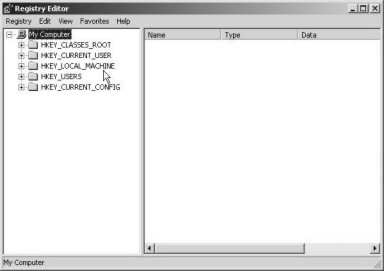 Registry Editor
Registry Edit View Favorites Help
My Computer
Name Type Data
HKEY_CLASSES_ROOT
HKEY_CURRENT_USER
HKEY_LOCAL_MACHINE
HKEY_USERS
HKEY_CURRENT_CONFIG
My Computer